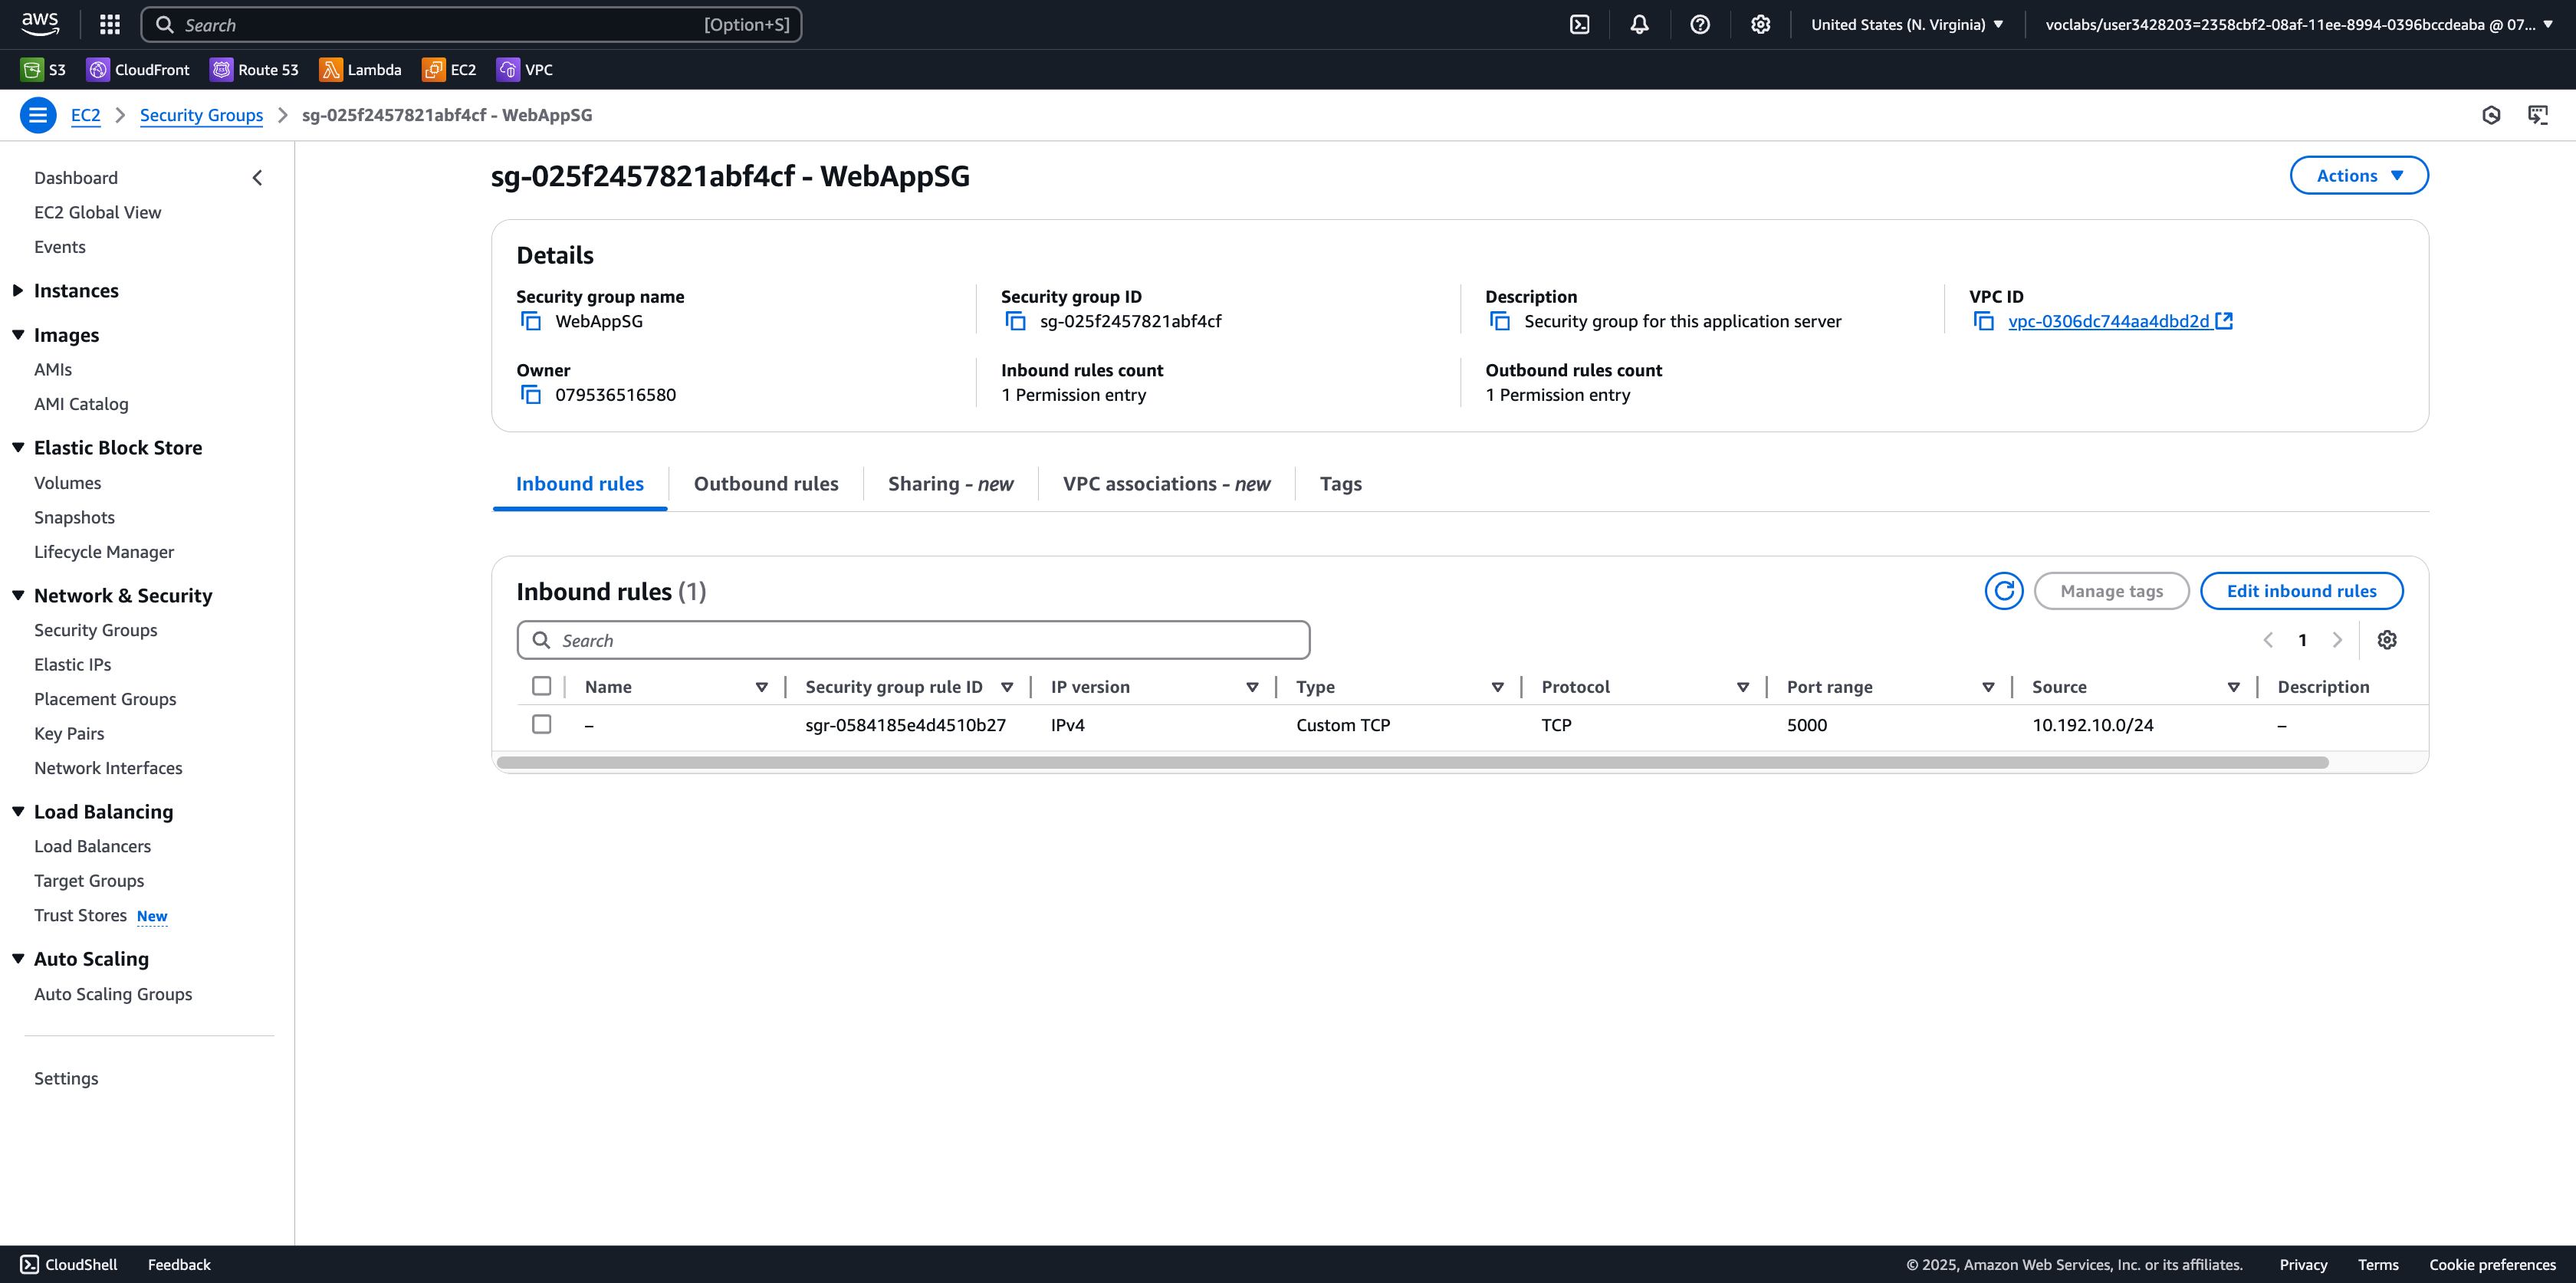 aws
Search [Option+S]
United States (N. Virginia)
voclabs/user3428203=2358cbf2-08af-11ee-8994-0396bccdeaba @ 07...
S3 CloudFront Route 53 Lambda EC2 VPC
EC2 Security Groups sg-025f2457821abf4cf - WebAppSG
Dashboard
EC2 Global View
Events
Instances
Images
AMIs
AMI Catalog
Elastic Block Store
Volumes
Snapshots
Lifecycle Manager
Network & Security
Security Groups
Elastic IPs
Placement Groups
Key Pairs
Network Interfaces
Load Balancing
Load Balancers
Target Groups
Trust Stores New
Auto Scaling
Auto Scaling Groups
Settings
sg-025f2457821abf4cf - WebAppSG
Actions
Details
Security group name
WebAppSG
Security group ID
sg-025f2457821abf4cf
Description
Security group for this application server
VPC ID
vpc-0306dc744aa4dbd2d
Owner
079536516580
Inbound rules count
1 Permission entry
Outbound rules count
1 Permission entry
Inbound rules Outbound rules Sharing - new VPC associations - new Tags
Inbound rules (1)
Manage tags Edit inbound rules
Search
1
Name Security group rule ID IP version Type Protocol Port range Source Description
– sgr-0584185e4d4510b27 IPv4 Custom TCP TCP 5000 10.192.10.0/24 –
CloudShell Feedback
© 2025, Amazon Web Services, Inc. or its affiliates. Privacy Terms Cookie preferences